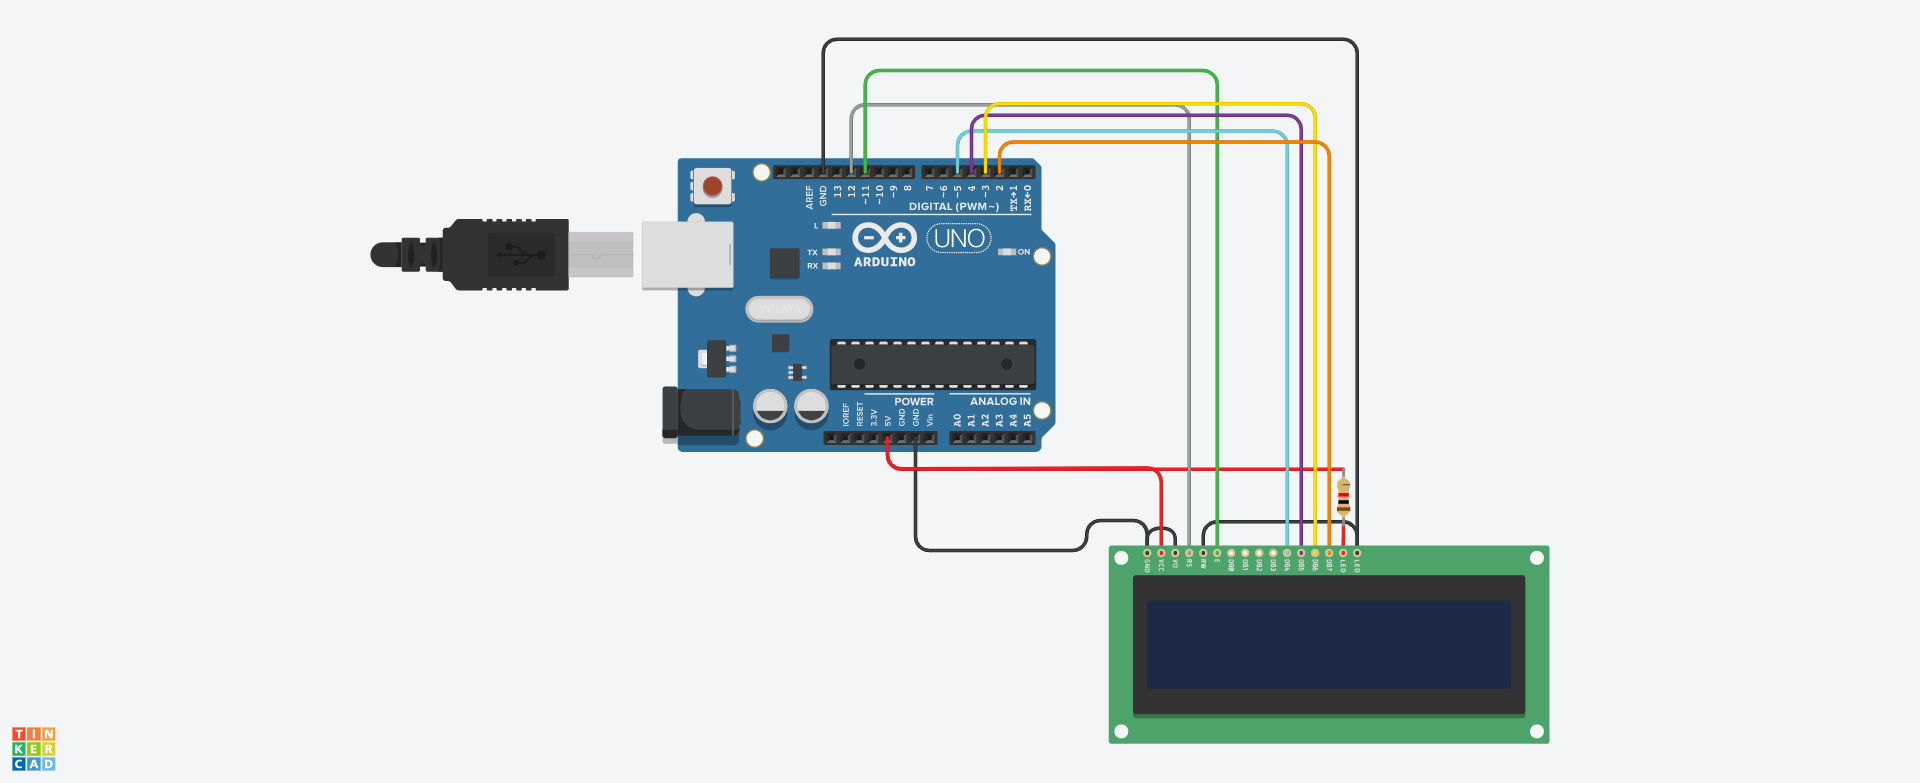 AREF
GND
13
12
~11
~10
~9
8
7
~6
~5
4
~3
2
TX→1
RX←0
DIGITAL (PWM~)
L
TX
RX
ARDUINO
UNO
ON
POWER
ANALOG IN
IOREF
RESET
3.3V
5V
GND
GND
Vin
A0
A1
A2
A3
A4
A5
GND
VCC
V0
RS
RW
E
DB0
DB1
DB2
DB3
DB4
DB5
DB6
DB7
LED
LED
TIN
KER
CAD